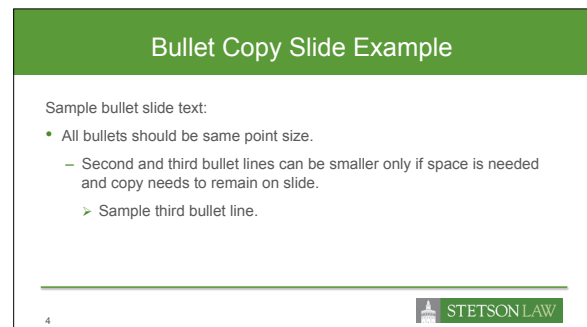 Bullet Copy Slide Example
Sample bullet slide text:
• All bullets should be same point size.
– Second and third bullet lines can be smaller only if space is needed
and copy needs to remain on slide.
➢ Sample third bullet line.
4
STETSON LAW